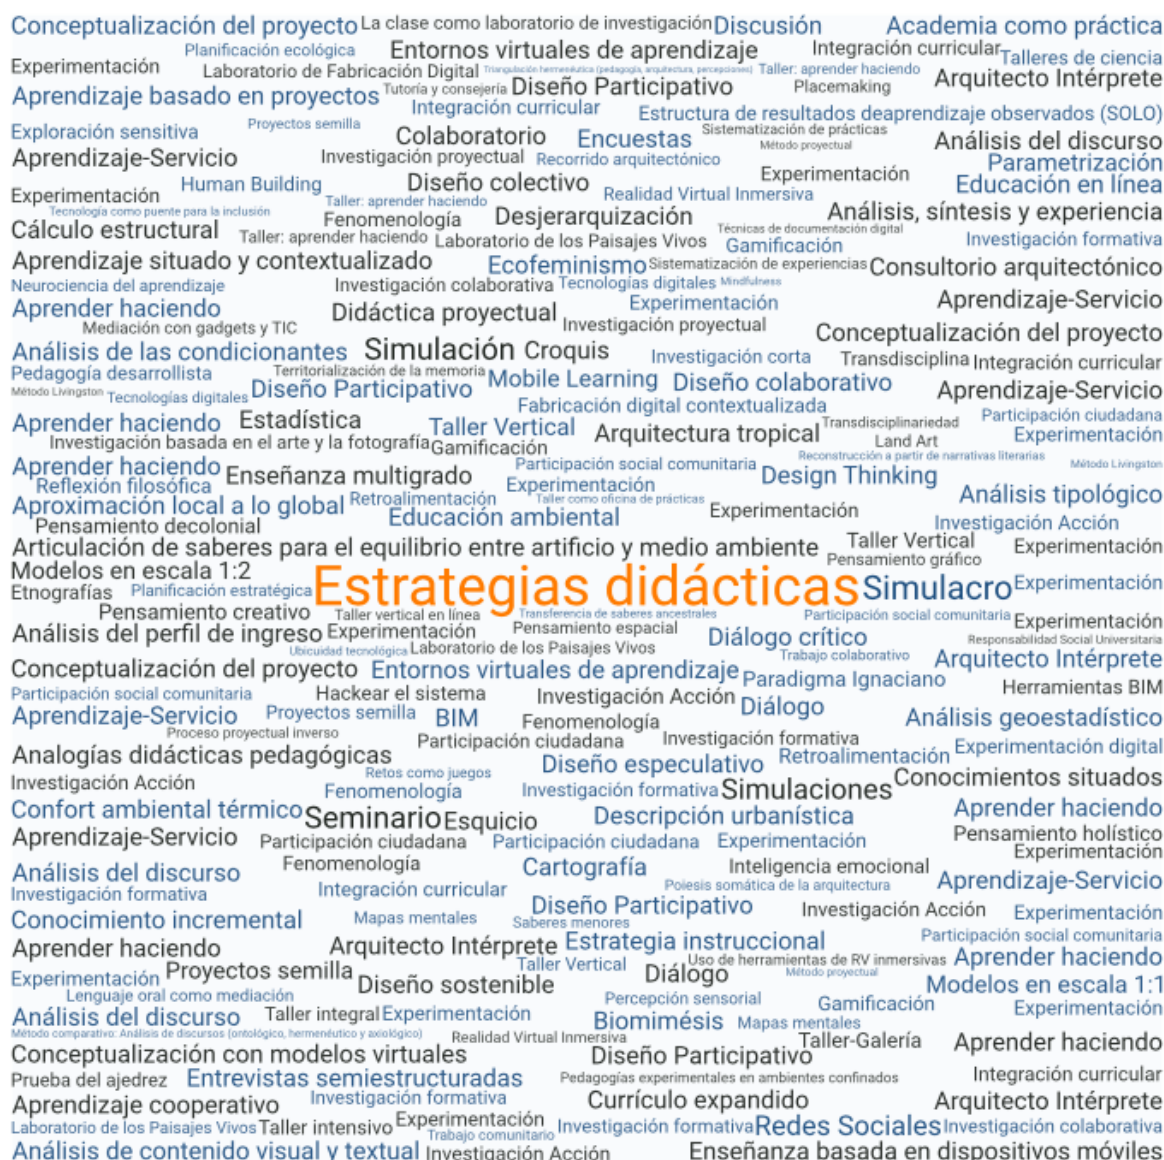 Conceptualización del proyecto La clase como laboratorio de investigación Discusión Academia como práctica
Planificación ecológica Entornos virtuales de aprendizaje Integración curricular Talleres de ciencia
Experimentación Laboratorio de Fabricación Digital Triangulación hermenéutica (pedagogía, arquitectura, percepciones) Taller: aprender haciendo Arquitecto Intérprete
Aprendizaje basado en proyectos Tutoría y consejería Diseño Participativo Placemaking
Integración curricular Estructura de resultados deaprendizaje observados (SOLO)
Exploración sensitiva Proyectos semilla Colaboratorio Encuestas Sistematización de prácticas Análisis del discurso
Aprendizaje-Servicio Investigación proyectual Recorrido arquitectónico Método proyectual Parametrización
Experimentación Human Building Diseño colectivo Experimentación Educación en línea
Taller: aprender haciendo Realidad Virtual Inmersiva
Tecnología como puente para la inclusión Fenomenología Desjerarquización Análisis, síntesis y experiencia
Cálculo estructural Taller: aprender haciendo Laboratorio de los Paisajes Vivos Técnicas de documentación digital Gamificación Investigación formativa
Aprendizaje situado y contextualizado Ecofeminismo Sistematización de experiencias Consultorio arquitectónico
Neurociencia del aprendizaje Investigación colaborativa Tecnologías digitales Mindfulness
Aprender haciendo Didáctica proyectual Experimentación Aprendizaje-Servicio
Mediación con gadgets y TIC Investigación proyectual Conceptualización del proyecto
Análisis de las condicionantes Simulación Croquis Investigación corta Transdisciplina Integración curricular
Pedagogía desarrollista Territorialización de la memoria Mobile Learning Diseño colaborativo
Método Livingston Tecnologías digitales Diseño Participativo Aprendizaje-Servicio
Fabricación digital contextualizada
Aprender haciendo Estadística Taller Vertical Arquitectura tropical Transdisciplinariedad Participación ciudadana
Investigación basada en el arte y la fotografía Gamificación Land Art Experimentación
Aprender haciendo Enseñanza multigrado Participación social comunitaria Reconstrucción a partir de narrativas literarias Método Livingston
Reflexión filosófica Experimentación Design Thinking
Aproximación local a lo global Retroalimentación Taller como oficina de prácticas Análisis tipológico
Pensamiento decolonial Educación ambiental Experimentación Investigación Acción
Articulación de saberes para el equilibrio entre artificio y medio ambiente Taller Vertical Experimentación
Modelos en escala 1:2 Pensamiento gráfico
Etnografías Planificación estratégica Estrategias didácticas Simulacro Experimentación
Pensamiento creativo Taller vertical en línea Transferencia de saberes ancestrales Participación social comunitaria Experimentación
Análisis del perfil de ingreso Experimentación Pensamiento espacial Diálogo crítico Responsabilidad Social Universitaria
Ubicuidad tecnológica Laboratorio de los Paisajes Vivos Trabajo colaborativo Arquitecto Intérprete
Conceptualización del proyecto Entornos virtuales de aprendizaje Paradigma Ignaciano Herramientas BIM
Participación social comunitaria Hackear el sistema Investigación Acción Diálogo
Aprendizaje-Servicio Proyectos semilla BIM Fenomenología Análisis geoestadístico
Proceso proyectual inverso Participación ciudadana Investigación formativa
Analogías didácticas pedagógicas Diseño especulativo Retroalimentación Experimentación digital
Investigación Acción Retos como juegos Conocimientos situados
Fenomenología Investigación formativa Simulaciones
Confort ambiental térmico Seminario Esquicio Descripción urbanística Aprender haciendo
Aprendizaje-Servicio Participación ciudadana Participación ciudadana Experimentación Pensamiento holístico
Experimentación
Análisis del discurso Fenomenología Cartografía Inteligencia emocional
Investigación formativa Integración curricular Poiesis somática de la arquitectura Aprendizaje-Servicio
Conocimiento incremental Mapas mentales Diseño Participativo Investigación Acción Experimentación
Saberes menores Participación social comunitaria
Aprender haciendo Arquitecto Intérprete Estrategia instruccional Uso de herramientas de RV inmersivas Aprender haciendo
Experimentación Proyectos semilla Taller Vertical Diálogo Método proyectual
Diseño sostenible Modelos en escala 1:1
Lenguaje oral como mediación Percepción sensorial Gamificación
Análisis del discurso Taller integral Experimentación Biomimésis Mapas mentales Experimentación
Método comparativo: Análisis de discursos (ontológico, hermenéutico y axiológico) Realidad Virtual Inmersiva Taller-Galería Aprender haciendo
Conceptualización con modelos virtuales Diseño Participativo
Prueba del ajedrez Entrevistas semiestructuradas Pedagogías experimentales en ambientes confinados Integración curricular
Aprendizaje cooperativo Investigación formativa Currículo expandido Arquitecto Intérprete
Laboratorio de los Paisajes Vivos Taller intensivo Experimentación Investigación formativa Redes Sociales Investigación colaborativa
Trabajo comunitario
Análisis de contenido visual y textual Investigación Acción Enseñanza basada en dispositivos móviles